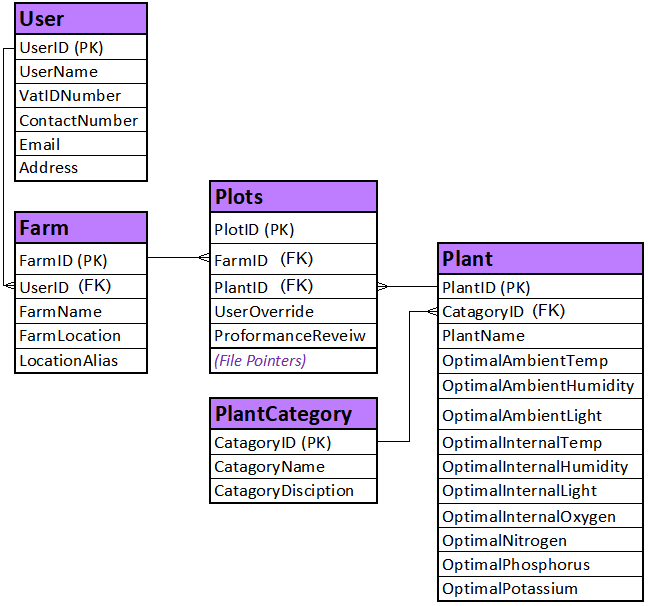 User
UserID (PK)
UserName
VatIDNumber
ContactNumber
Email
Address
Farm
FarmID (PK)
UserID (FK)
FarmName
FarmLocation
LocationAlias
Plots
PlotID (PK)
FarmID (FK)
PlantID (FK)
UserOverride
ProformanceReveiw
(File Pointers)
PlantCategory
CatagoryID (PK)
CatagoryName
CatagoryDisciption
Plant
PlantID (PK)
CatagoryID (FK)
PlantName
OptimalAmbientTemp
OptimalAmbientHumidity
OptimalAmbientLight
OptimalInternalTemp
OptimalInternalHumidity
OptimalInternalLight
OptimalInternalOxygen
OptimalNitrogen
OptimalPhosphorus
OptimalPotassium